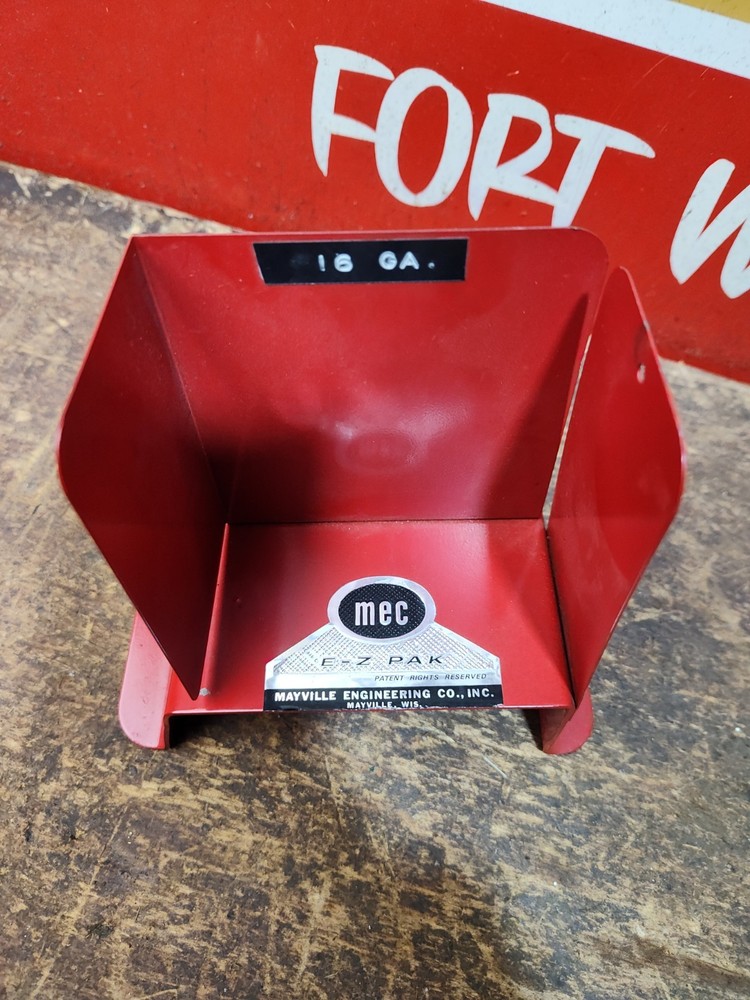 FORT W
16 GA.
mec
E-Z PAK
PATENT RIGHTS RESERVED
MAYVILLE ENGINEERING CO., INC.
MAYVILLE, WIS.